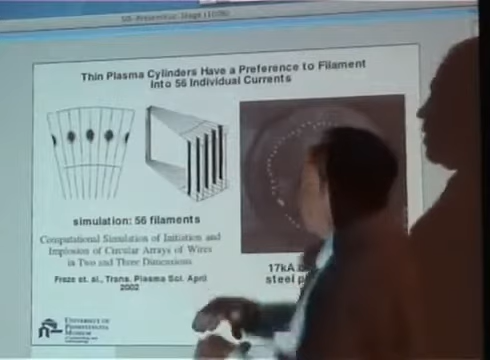 Thin Plasma Cylinders Have a Preference to Filament
Into 56 Individual Currents
simulation: 56 filaments
Computational Simulation of Initiation and
Implosion of Circular Arrays of Wires
in Two and Three Dimensions
Freze et. al., Trans. Plasma Sci. April
2002
17kA
steel
University of
Pennsylvania
Museum